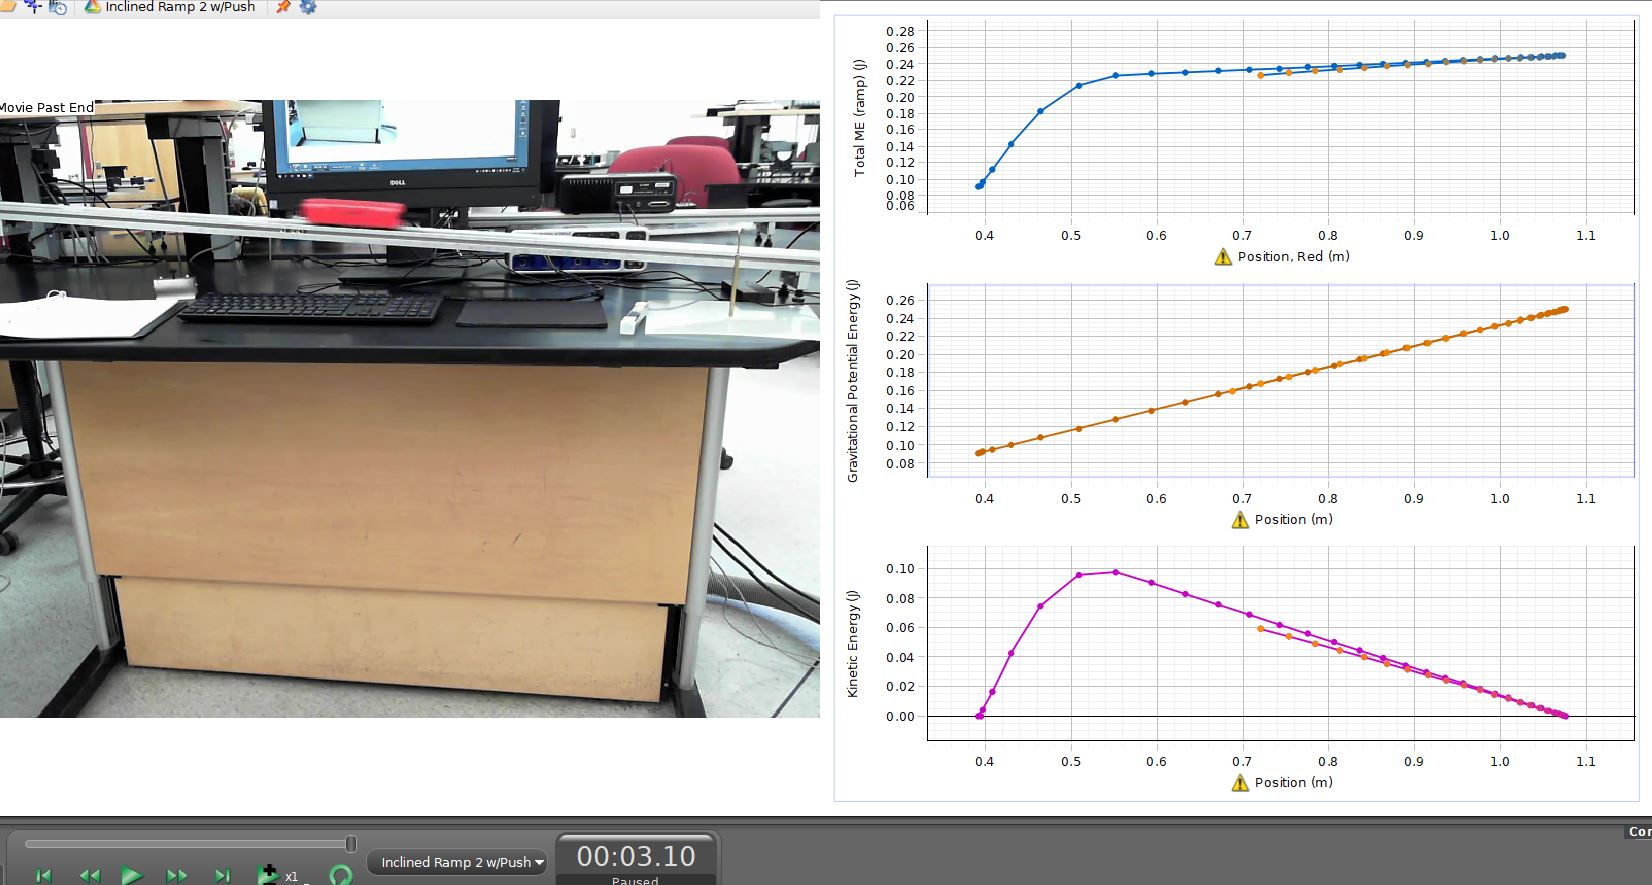 Inclined Ramp 2 w/Push
Movie Past End
DELL
Total ME (ramp) (J)
0.28
0.26
0.24
0.22
0.20
0.18
0.16
0.14
0.12
0.10
0.08
0.06
0.4 0.5 0.6 0.7 0.8 0.9 1.0 1.1
Position, Red (m)
Gravitational Potential Energy (J)
0.26
0.24
0.22
0.20
0.18
0.16
0.14
0.12
0.10
0.08
0.4 0.5 0.6 0.7 0.8 0.9 1.0 1.1
Position (m)
Kinetic Energy (J)
0.10
0.08
0.06
0.04
0.02
0.00
0.4 0.5 0.6 0.7 0.8 0.9 1.0 1.1
Position (m)
x1
Inclined Ramp 2 w/Push
00:03.10
Paused
Cor